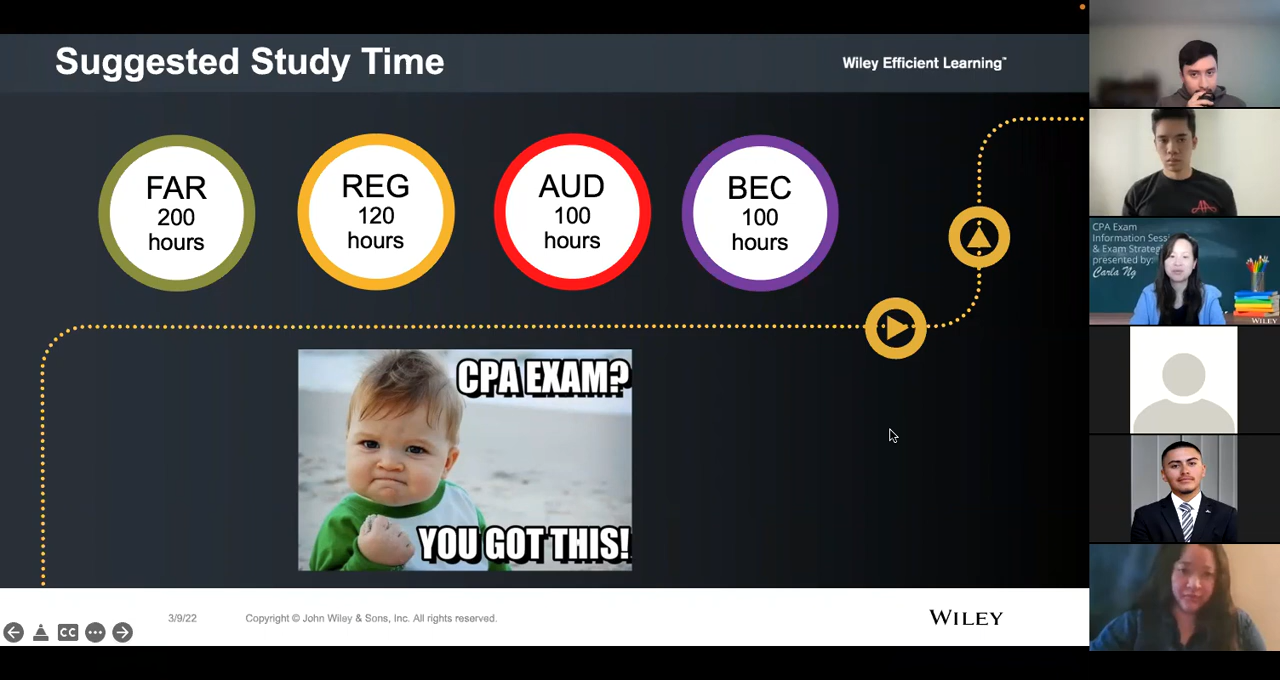 Suggested Study Time
Wiley Efficient Learning™
FAR
200
hours
REG
120
hours
AUD
100
hours
BEC
100
hours
CPA EXAM?
YOU GOT THIS!
3/9/22
Copyright © John Wiley & Sons, Inc. All rights reserved.
WILEY
CC
CPA Exam
Information Sess
& Exam Strateg
presented by:
Carla Ng
WILEY